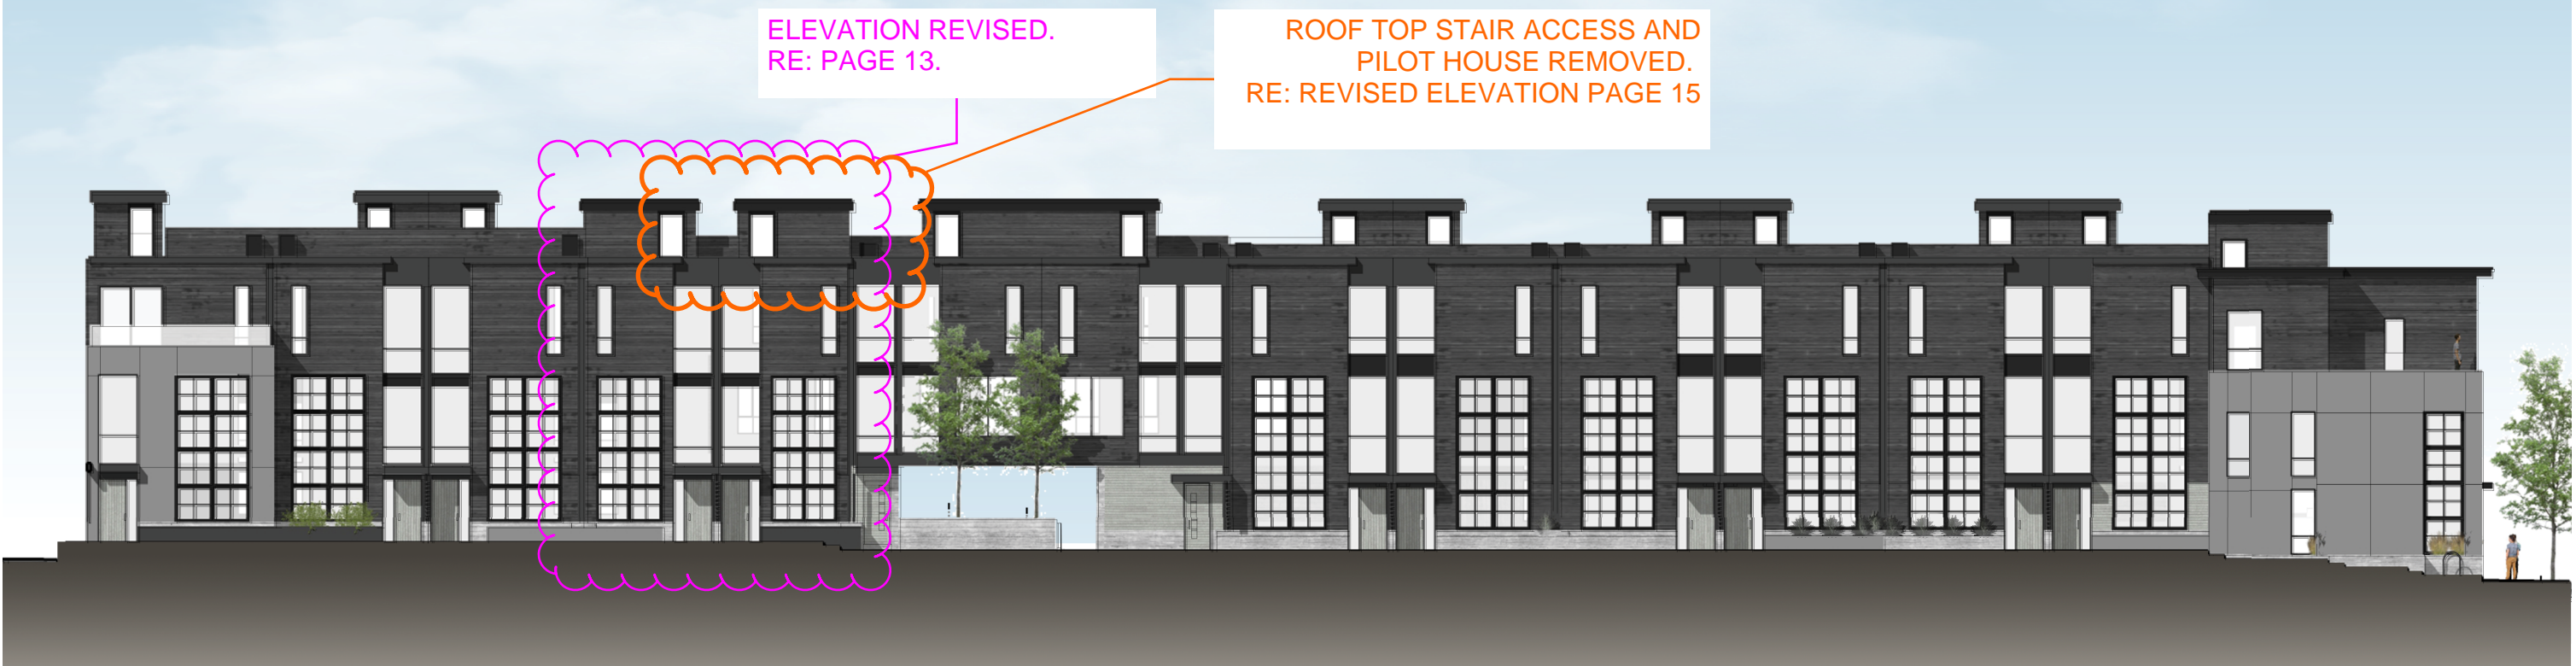 ELEVATION REVISED.
RE: PAGE 13.
ROOF TOP STAIR ACCESS AND
PILOT HOUSE REMOVED.
RE: REVISED ELEVATION PAGE 15